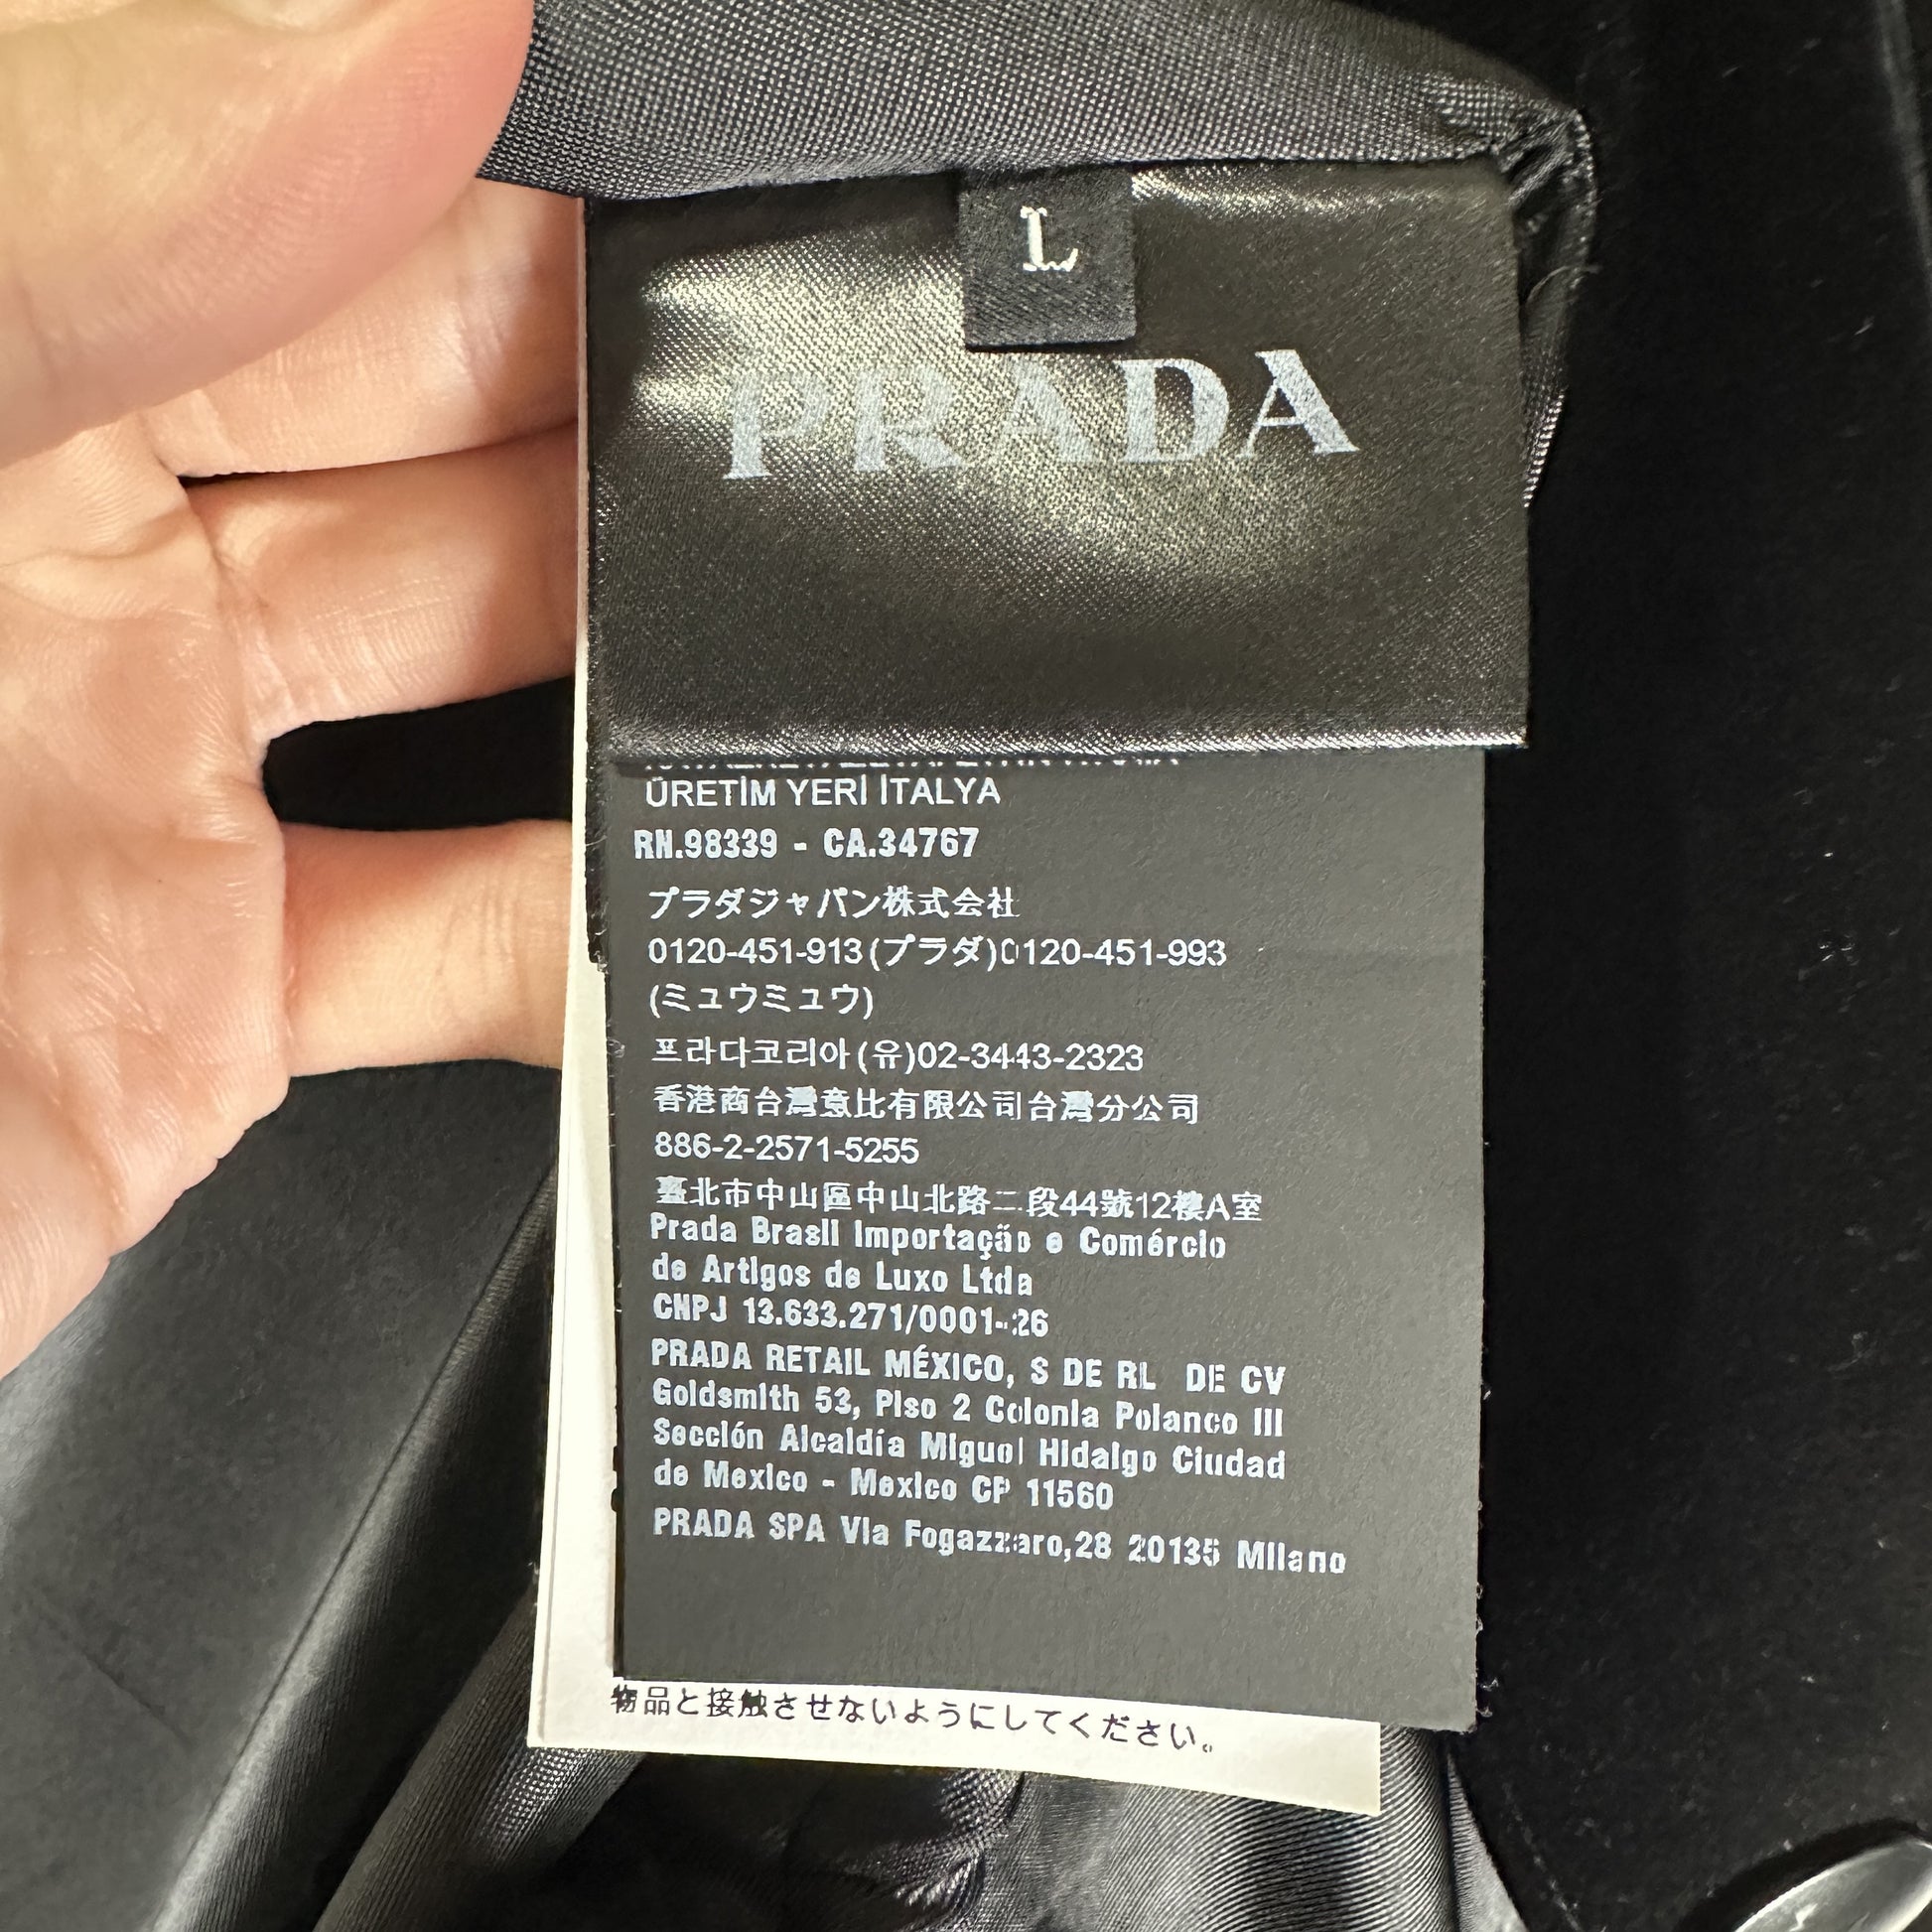 L
PRADA
ÜRETİM YERİ İTALYA
RN.98339 - CA.34767
プラダジャパン株式会社
0120-451-913(プラダ)0120-451-993
(ミュウミュウ)
프라다코리아(유)02-3443-2323
香港商台灣意比有限公司台灣分公司
886-2-2571-5255
臺北市中山區中山北路二段44號12樓A室
Prada Brasil Importação e Comércio
de Artigos de Luxo Ltda
CNPJ 13.633.271/0001-26
PRADA RETAIL MÉXICO, S DE RL DE CV
Goldsmith 53, Piso 2 Colonia Polanco III
Sección Alcaldía Miguel Hidalgo Ciudad
de Mexico - Mexico CP 11560
PRADA SPA Via Fogazzaro,28 20135 Milano
物品と接触させないようにしてください。